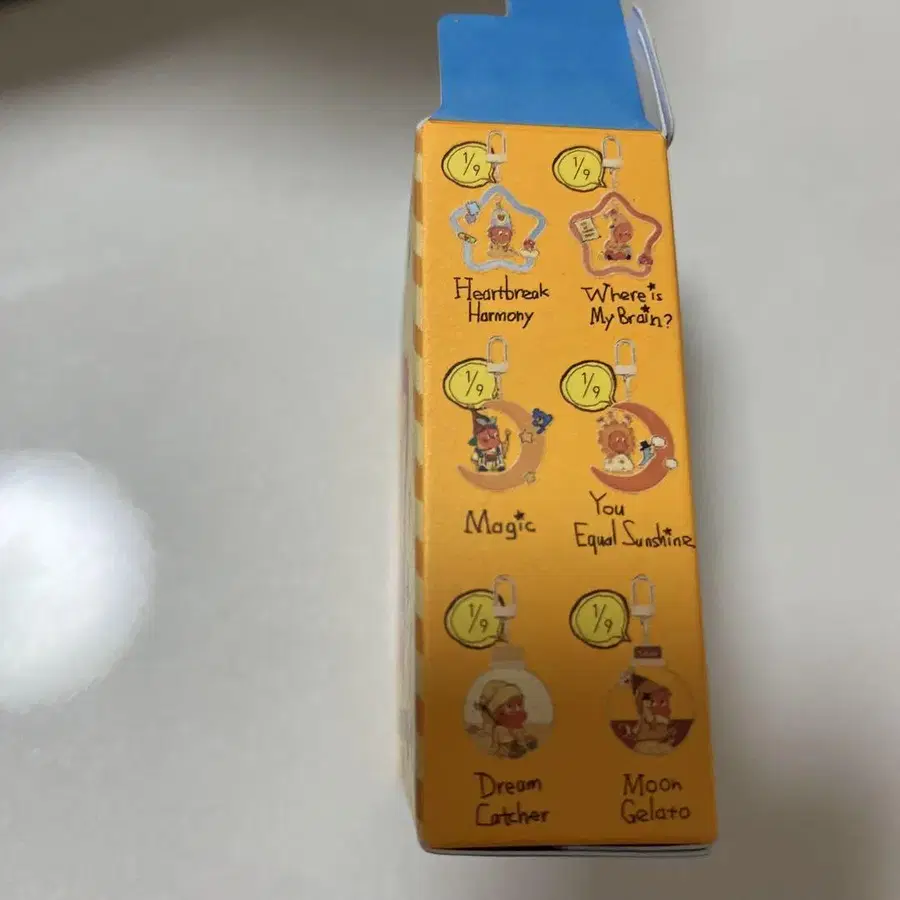 1/9
1/9
Heartbreak
Harmony
Where is
My Brain?
1/9
1/9
Magic
You
Equal Sunshine
1/9
1/9
Dream
Catcher
Moon
Gelato